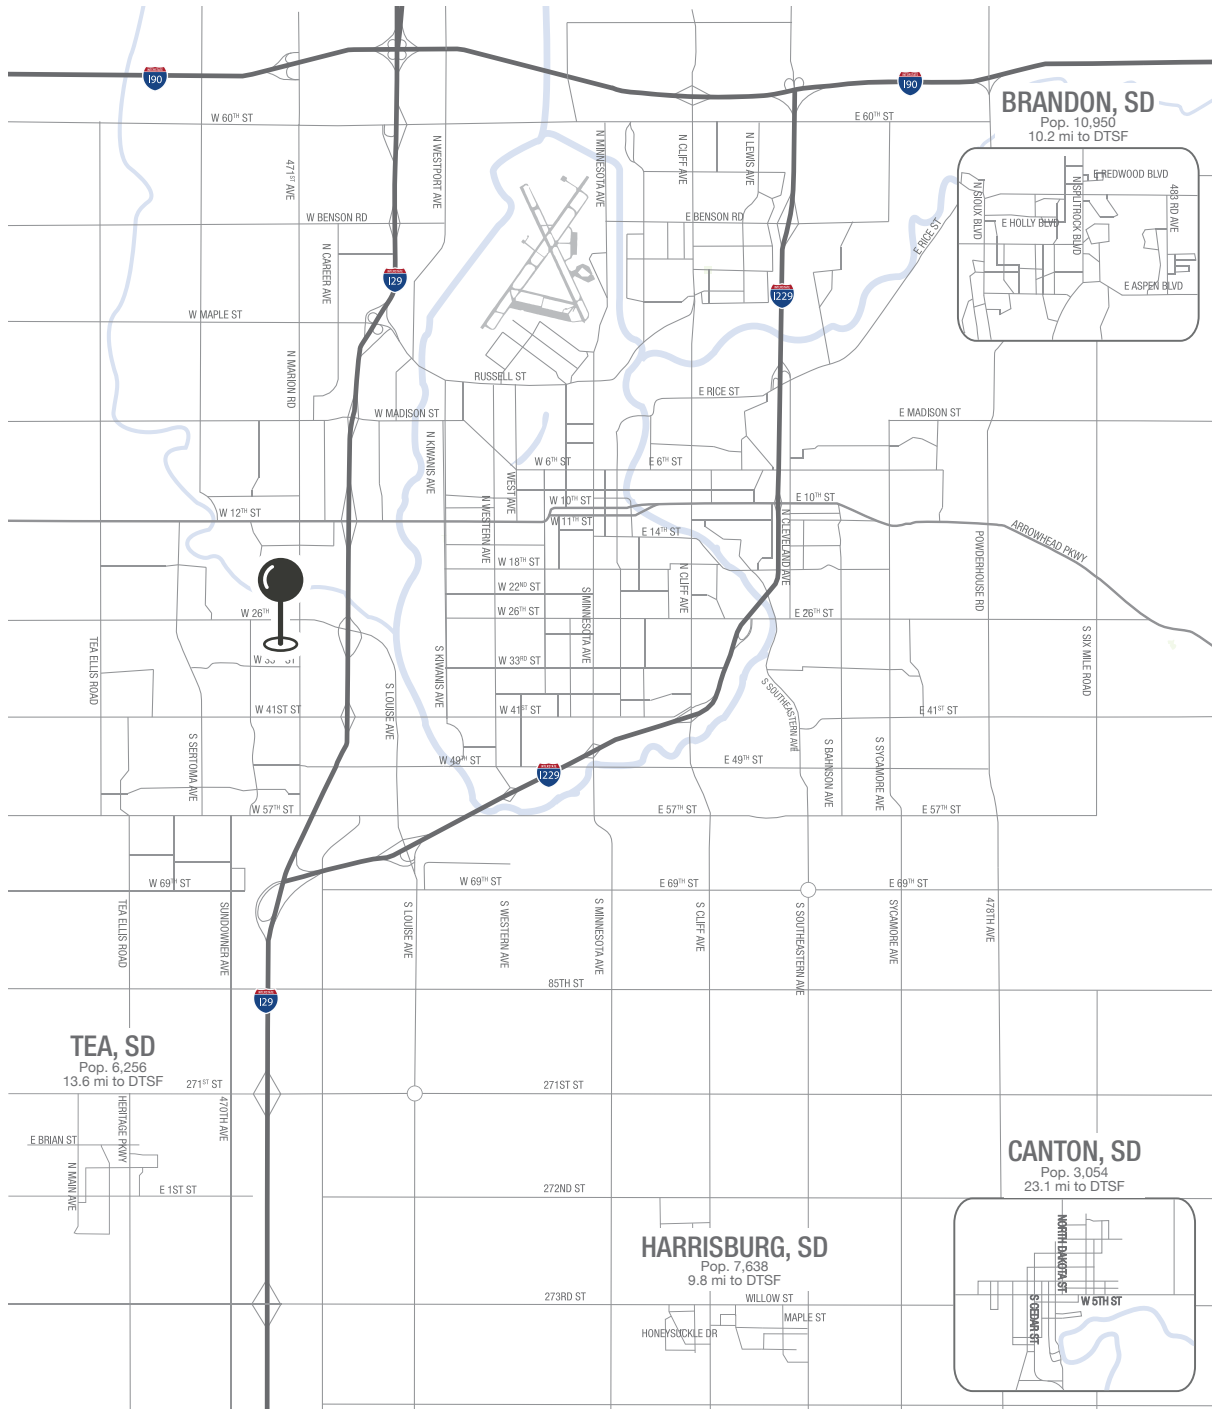 I90
I90
BRANDON, SD
Pop. 10,950
10.2 mi to DTSF
W 60TH ST
E 60TH ST
N WESTPORT AVE
N MINNESOTA AVE
N CLIFF AVE
N LEWIS AVE
471ST AVE
E REDWOOD BLVD
N SIOUX BLVD
N SPLITROCK BLVD
483 RD AVE
E HOLLY BLVD
E ASPEN BLVD
W BENSON RD
E BENSON RD
E RICE ST
N CAREER AVE
I29
I229
W MAPLE ST
N MARION RD
RUSSELL ST
E RICE ST
W MADISON ST
E MADISON ST
N KIWANIS AVE
W 6TH ST
E 6TH ST
WEST AVE
N WESTERN AVE
W 10TH ST
E 10TH ST
W 12TH ST
W 11TH ST
E 14TH ST
N CLEVELAND AVE
ARROWHEAD PKWY
POWDERHOUSE RD
W 18TH ST
N CLIFF AVE
W 22ND ST
S MINNESOTA AVE
W 26TH
W 26TH ST
E 26TH ST
TEA ELLIS ROAD
S KIWANIS AVE
S SIX MILE ROAD
W 33RD ST
S LOUISE AVE
S SOUTHEASTERN AVE
W 41ST ST
W 41ST ST
E 41ST ST
S SERTOMA AVE
S BAHNSON AVE
S SYCAMORE AVE
W 49TH ST
E 49TH ST
I229
W 57TH ST
E 57TH ST
E 57TH ST
W 69TH ST
W 69TH ST
E 69TH ST
E 69TH ST
TEA ELLIS ROAD
SUNDOWNER AVE
S LOUISE AVE
S WESTERN AVE
S MINNESOTA AVE
S CLIFF AVE
S SOUTHEASTERN AVE
SYCAMORE AVE
478TH AVE
85TH ST
I29
TEA, SD
Pop. 6,256
13.6 mi to DTSF
271ST ST
271ST ST
HERITAGE PKWY
470TH AVE
E BRIAN ST
N MAIN AVE
E 1ST ST
272ND ST
CANTON, SD
Pop. 3,054
23.1 mi to DTSF
NORTH DAKOTA ST
S CEDAR ST
W 5TH ST
HARRISBURG, SD
Pop. 7,638
9.8 mi to DTSF
273RD ST
WILLOW ST
MAPLE ST
HONEYSUCKLE DR